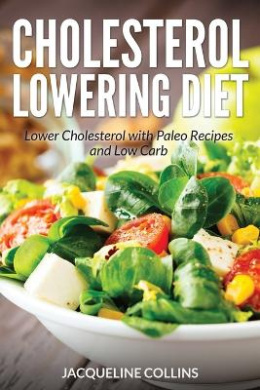 CHOLESTEROL
LOWERING DIET
Lower Cholesterol with Paleo Recipes
and Low Carb
JACQUELINE COLLINS